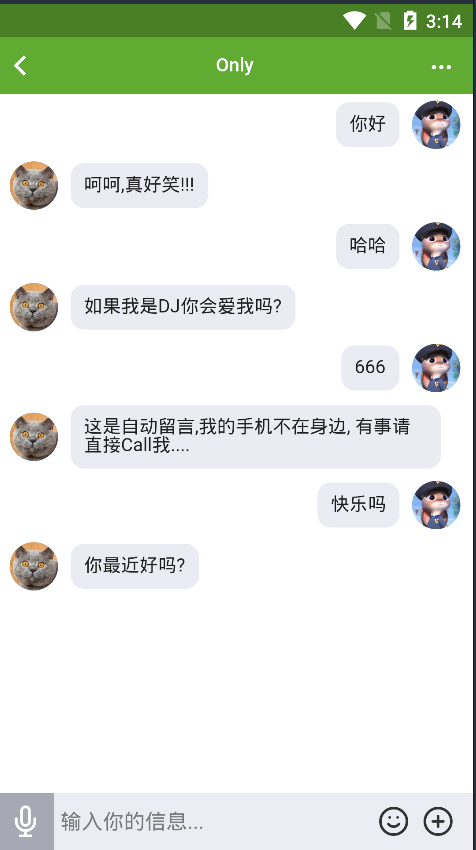 3:14
Only
你好
呵呵,真好笑!!!
哈哈
如果我是DJ你会爱我吗?
666
这是自动留言,我的手机不在身边, 有事请
直接Call我....
快乐吗
你最近好吗?
输入你的信息...